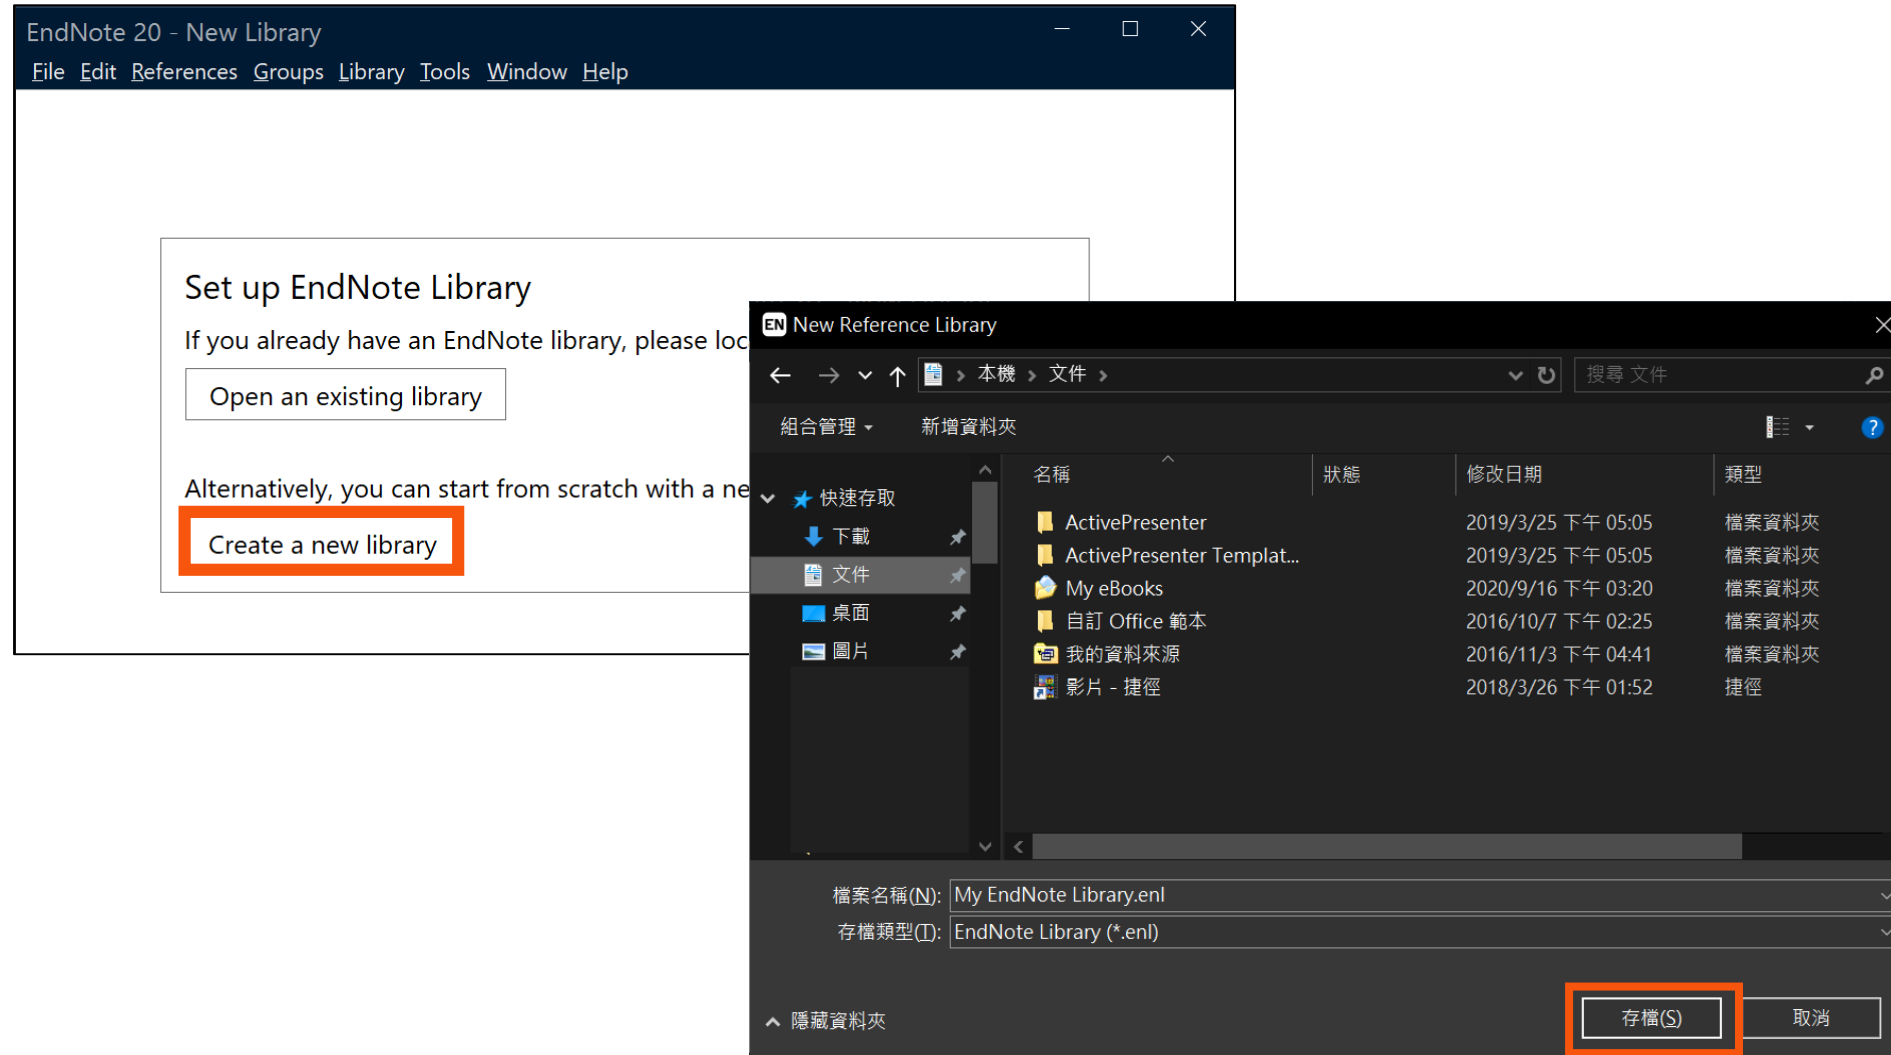 EndNote 20 - New Library
File Edit References Groups Library Tools Window Help
Set up EndNote Library
If you already have an EndNote library, please loc
Open an existing library
Alternatively, you can start from scratch with a ne
Create a new library
EN New Reference Library
本機 文件
搜尋 文件
組合管理 新增資料夾
名稱 狀態 修改日期 類型
快速存取
下載
文件
桌面
圖片
ActivePresenter 2019/3/25 下午 05:05 檔案資料夾
ActivePresenter Templat... 2019/3/25 下午 05:05 檔案資料夾
My eBooks 2020/9/16 下午 03:20 檔案資料夾
自訂 Office 範本 2016/10/7 下午 02:25 檔案資料夾
我的資料來源 2016/11/3 下午 04:41 檔案資料夾
影片 - 捷徑 2018/3/26 下午 01:52 捷徑
檔案名稱(N): My EndNote Library.enl
存檔類型(T): EndNote Library (*.enl)
隱藏資料夾
存檔(S) 取消